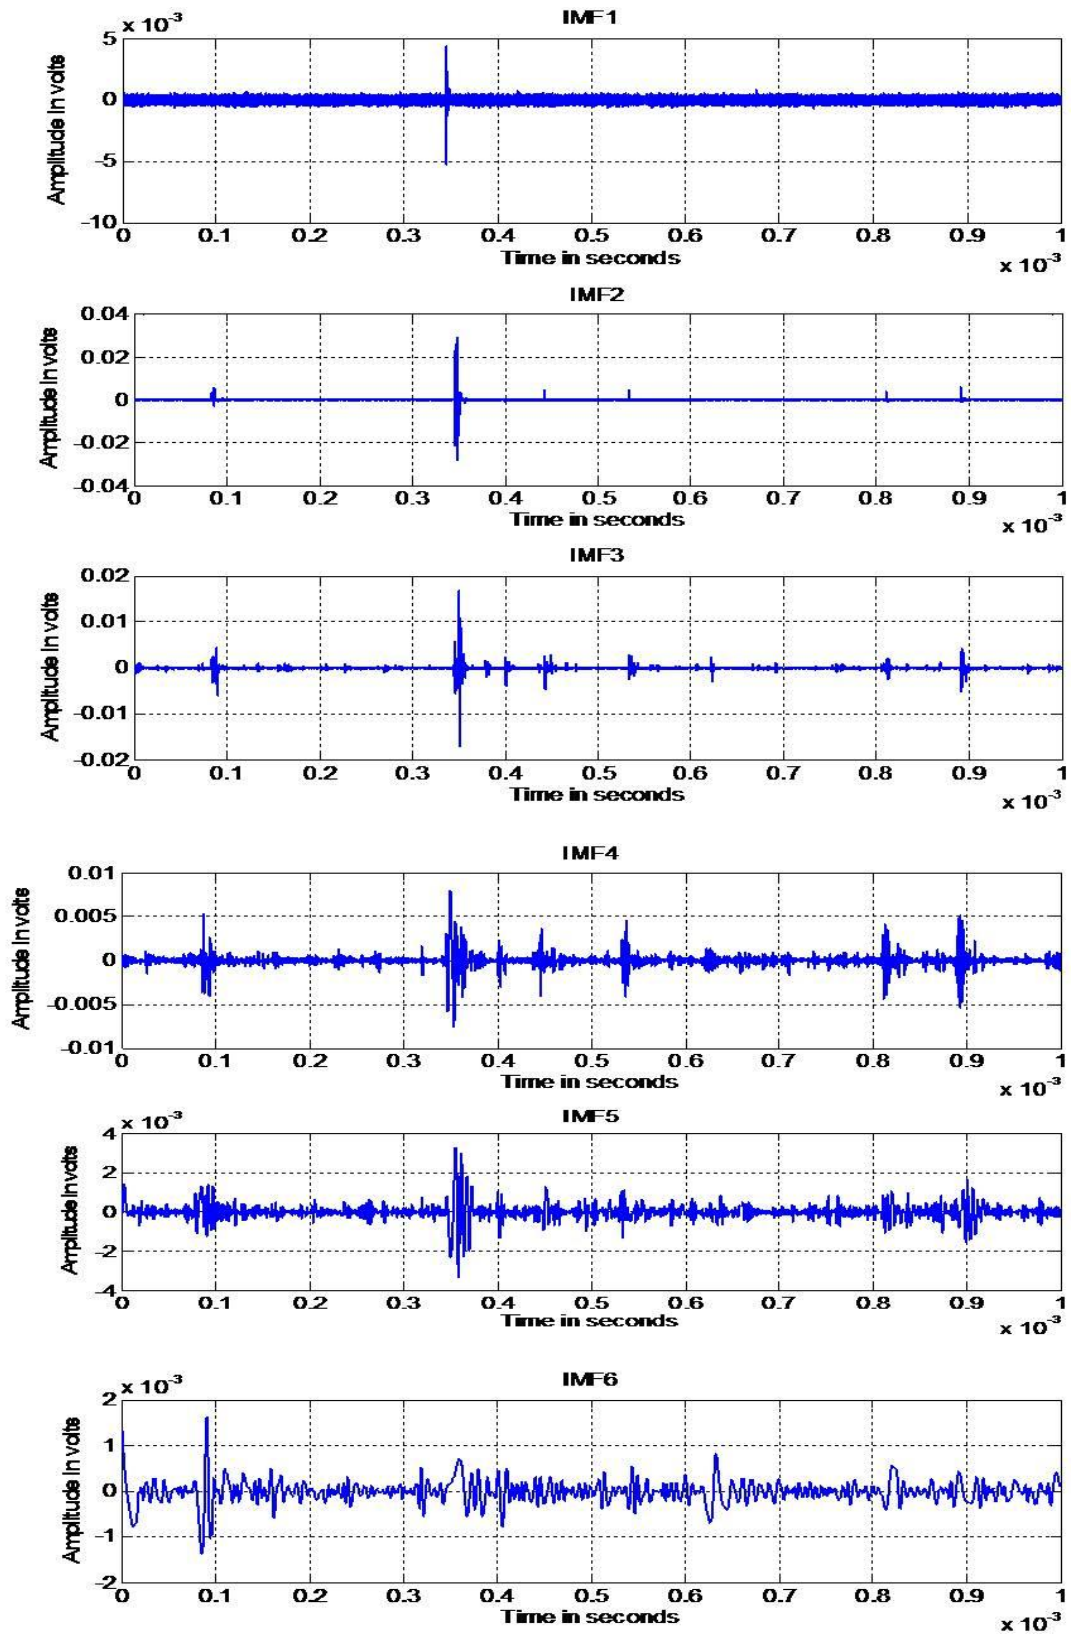 x 10-3 IMF1
5
0
-5
-10
Amplitude in volts
0 0.1 0.2 0.3 0.4 0.5 0.6 0.7 0.8 0.9 1
Time in seconds
x 10-3
IMF2
0.04
0.02
0
-0.02
-0.04
Amplitude in volts
0 0.1 0.2 0.3 0.4 0.5 0.6 0.7 0.8 0.9 1
Time in seconds
x 10-3
IMF3
0.02
0.01
0
-0.01
-0.02
Amplitude in volts
0 0.1 0.2 0.3 0.4 0.5 0.6 0.7 0.8 0.9 1
Time in seconds
x 10-3
IMF4
0.01
0.005
0
-0.005
-0.01
Amplitude in volts
0 0.1 0.2 0.3 0.4 0.5 0.6 0.7 0.8 0.9 1
Time in seconds
x 10-3
x 10-3 IMF5
4
2
0
-2
-4
Amplitude in volts
0 0.1 0.2 0.3 0.4 0.5 0.6 0.7 0.8 0.9 1
Time in seconds
x 10-3
x 10-3 IMF6
2
1
0
-1
-2
Amplitude in volts
0 0.1 0.2 0.3 0.4 0.5 0.6 0.7 0.8 0.9 1
Time in seconds
x 10-3